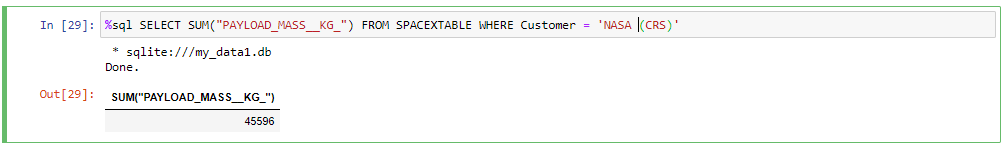 In [29]: %sql SELECT SUM("PAYLOAD_MASS__KG_") FROM SPACEXTABLE WHERE Customer = 'NASA (CRS)'
* sqlite:///my_data1.db
Done.
Out[29]: SUM("PAYLOAD_MASS__KG_")
45596